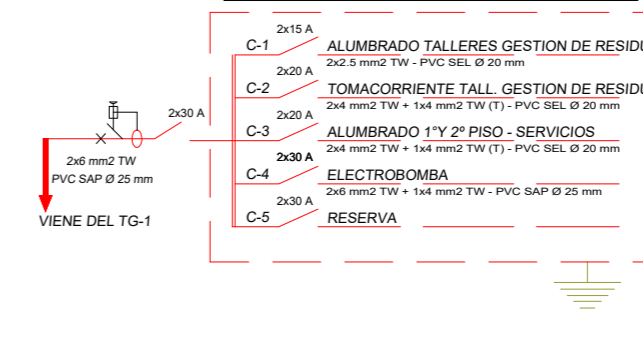 2x15 A
C-1 ALUMBRADO TALLERES GESTION DE
2x2.5 mm2 TW - PVC SEL Ø 20 mm
2x20 A
C-2 TOMACORRIENTE TALL. GESTION DE
2x4 mm2 TW + 1x4 mm2 TW (T) - PVC SEL Ø 20 mm
2x30 A
2x20 A
C-3 ALUMBRADO 1°Y 2º PISO - SERVICIOS
2x4 mm2 TW + 1x4 mm2 TW (T) - PVC SEL Ø 20 mm
2x6 mm2 TW
PVC SAP Ø 25 mm
2x30 A
C-4 ELECTROBOMBA
2x6 mm2 TW + 1x4 mm2 TW - PVC SAP Ø 25 mm
2x30 A
C-5 RESERVA
VIENE DEL TG-1